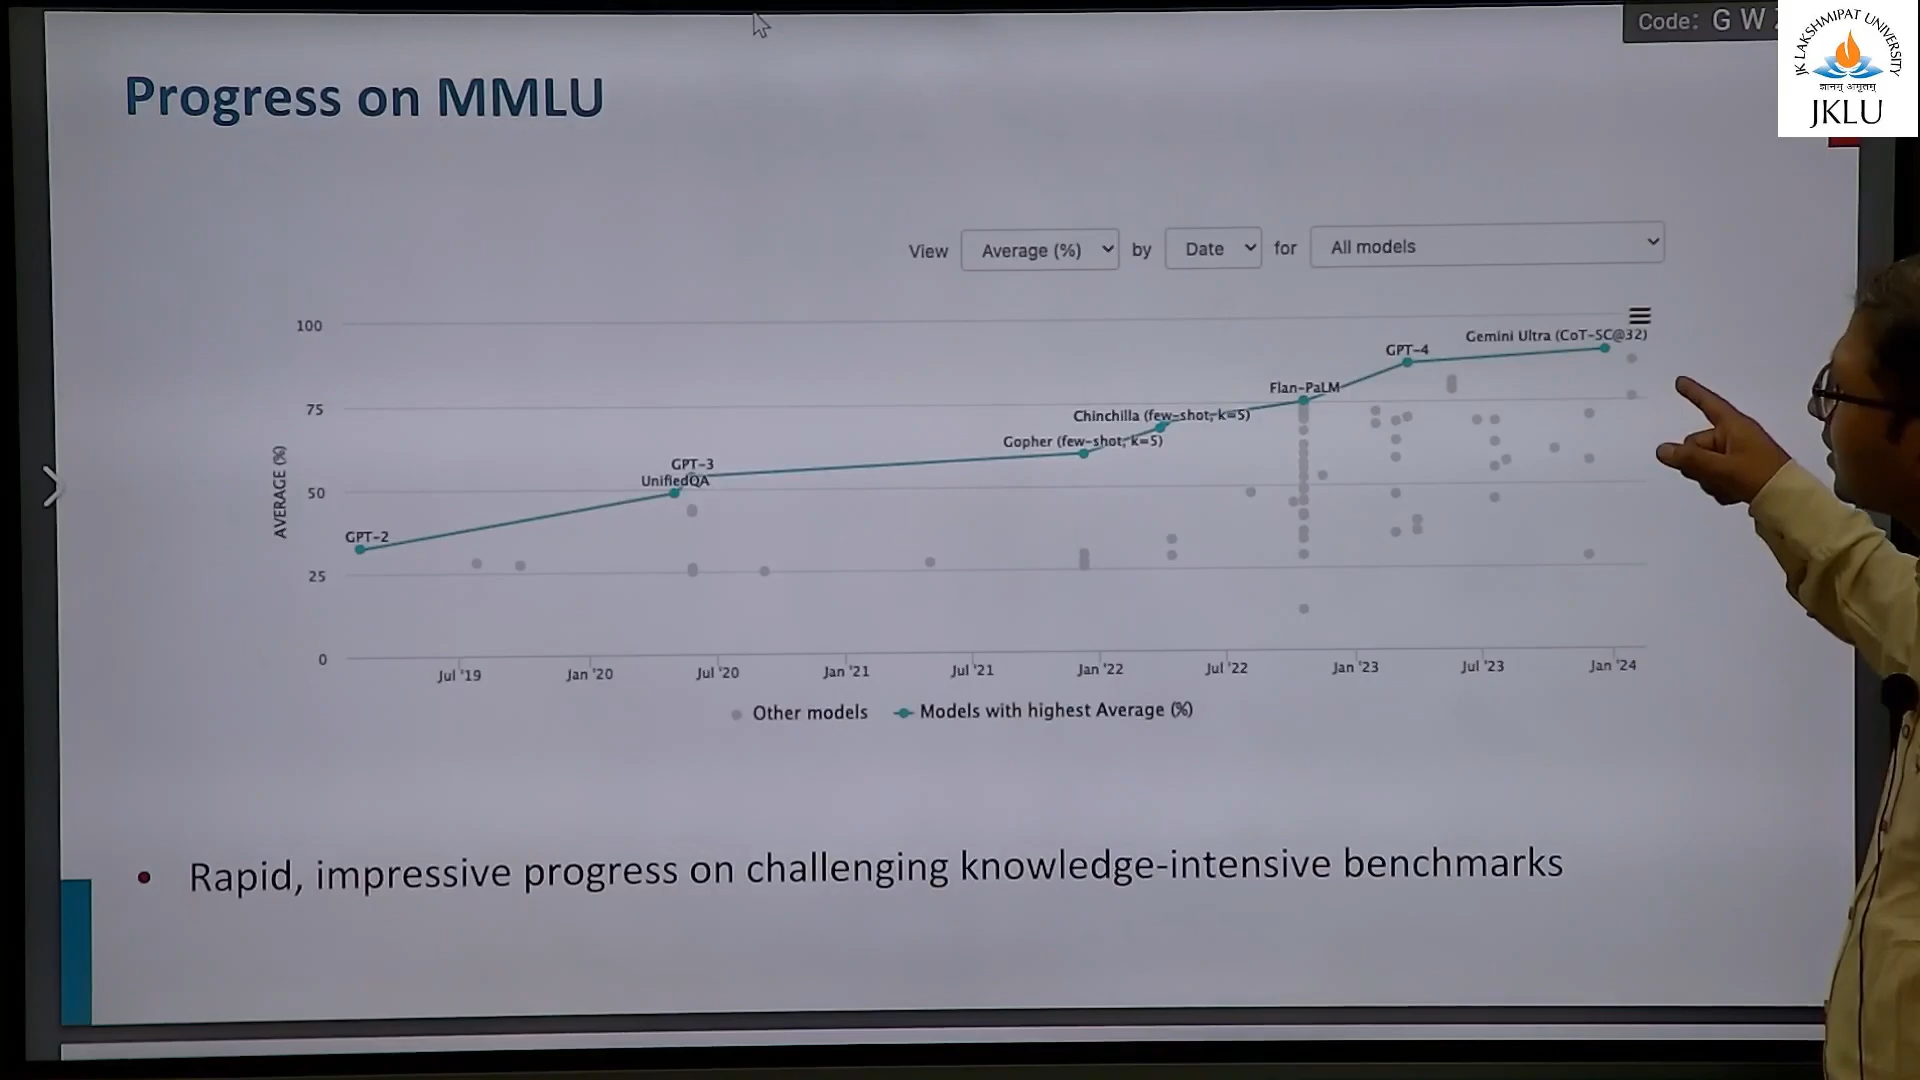 Code: G W
JK LAKSHMIPAT UNIVERSITY
ज्ञानम् अमृतम्
JKLU
Progress on MMLU
View Average (%) by Date for All models
100
75
50
25
0
AVERAGE (%)
Gemini Ultra (CoT-SC@32)
GPT-4
Flan-PaLM
Chinchilla (few-shot, k=5)
Gopher (few-shot, k=5)
GPT-3
UnifiedQA
GPT-2
Jul '19 Jan '20 Jul '20 Jan '21 Jul '21 Jan '22 Jul '22 Jan '23 Jul '23 Jan '24
Other models Models with highest Average (%)
• Rapid, impressive progress on challenging knowledge-intensive benchmarks